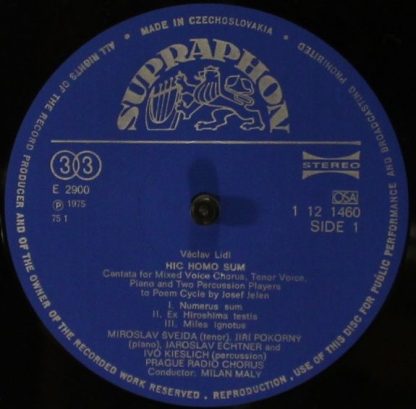 MADE IN CZECHOSLOVAKIA
ALL RIGHTS OF THE RECORD PRODUCER AND OF THE OWNER OF THE RECORDED WORK RESERVED . REPRODUCTION, USE OF THIS DISC FOR PUBLIC PERFORMANCE AND BROADCASTING PROHIBITED
SUPRAPHON
33
STEREO
E 2900
OSA
℗ 1975
1 12 1460
75 1
SIDE 1
Václav Lídl
HIC HOMO SUM
Cantata for Mixed Voice Chorus, Tenor Voice,
Piano and Two Percussion Players
to Poem Cycle by Josef Jelen
I. Numerus sum
II. Ex Hiroshima testis
III. Miles ignotus
MIROSLAV ŠVEJDA (tenor), JIŘÍ POKORNÝ
(piano), JAROSLAV ECHTNER and
IVO KIESLICH (percussion)
PRAGUE RADIO CHORUS
Conductor: MILAN MALÝ